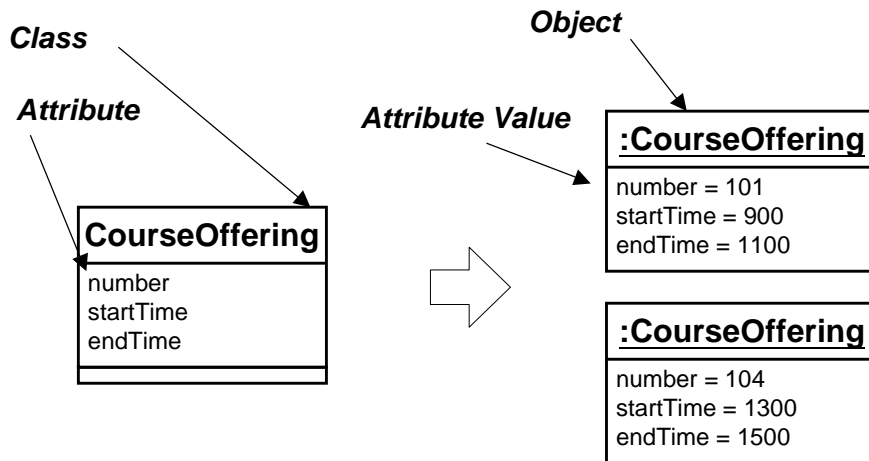 Object
Class
Attribute
Attribute Value
:CourseOffering
number = 101
startTime = 900
endTime = 1100
CourseOffering
number
startTime
endTime
:CourseOffering
number = 104
startTime = 1300
endTime = 1500